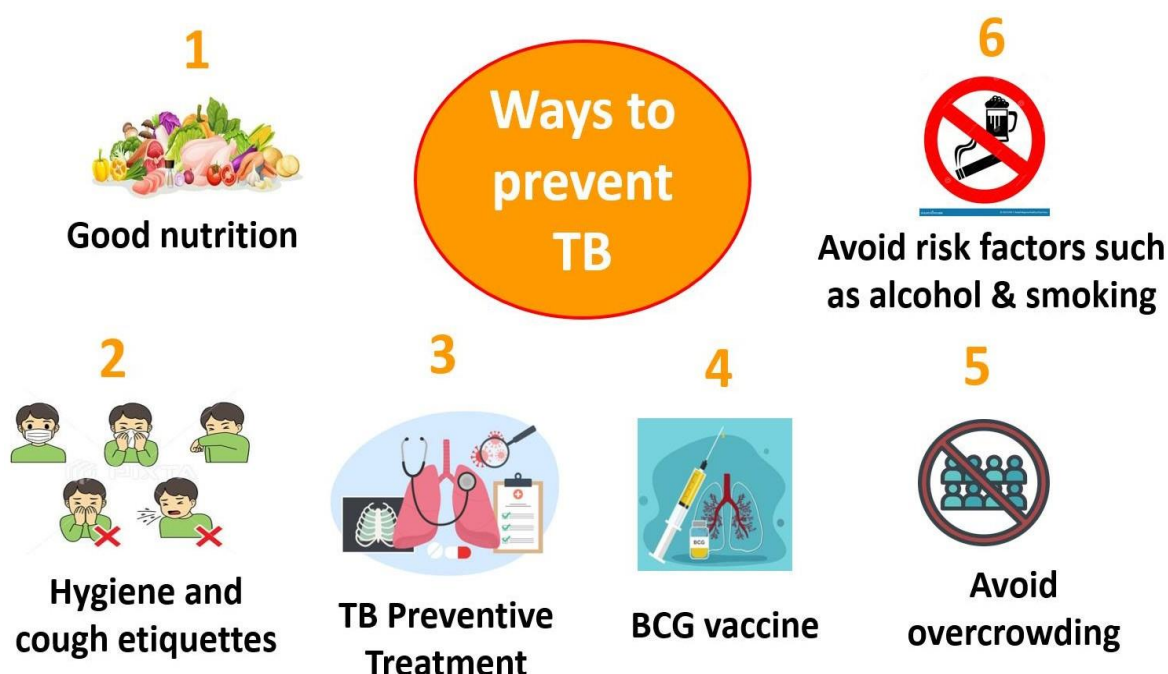 Ways to
prevent
TB
1
Good nutrition
2
Hygiene and
cough etiquettes
3
TB Preventive
Treatment
4
BCG
BCG vaccine
5
Avoid
overcrowding
6
Avoid risk factors such
as alcohol & smoking